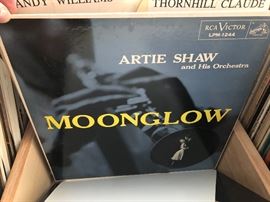 ANDY WILLIAMS
THORNHILL CLAUDE
RCA VICTOR
LPM-1244
ARTIE SHAW
and His Orchestra
MOONGLOW